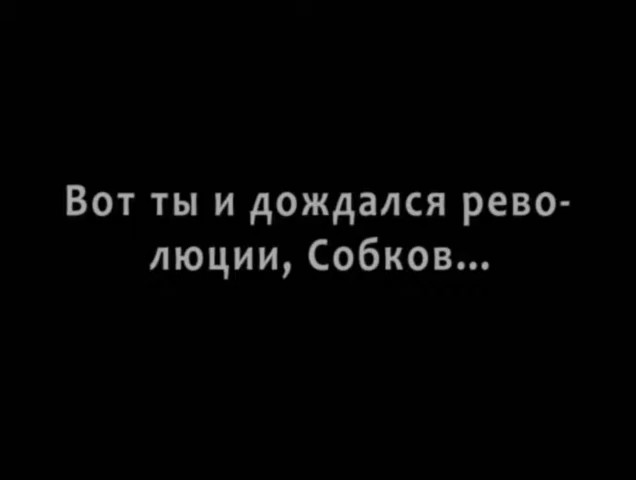 Вот ты и дождался рево-
люции, Собков...